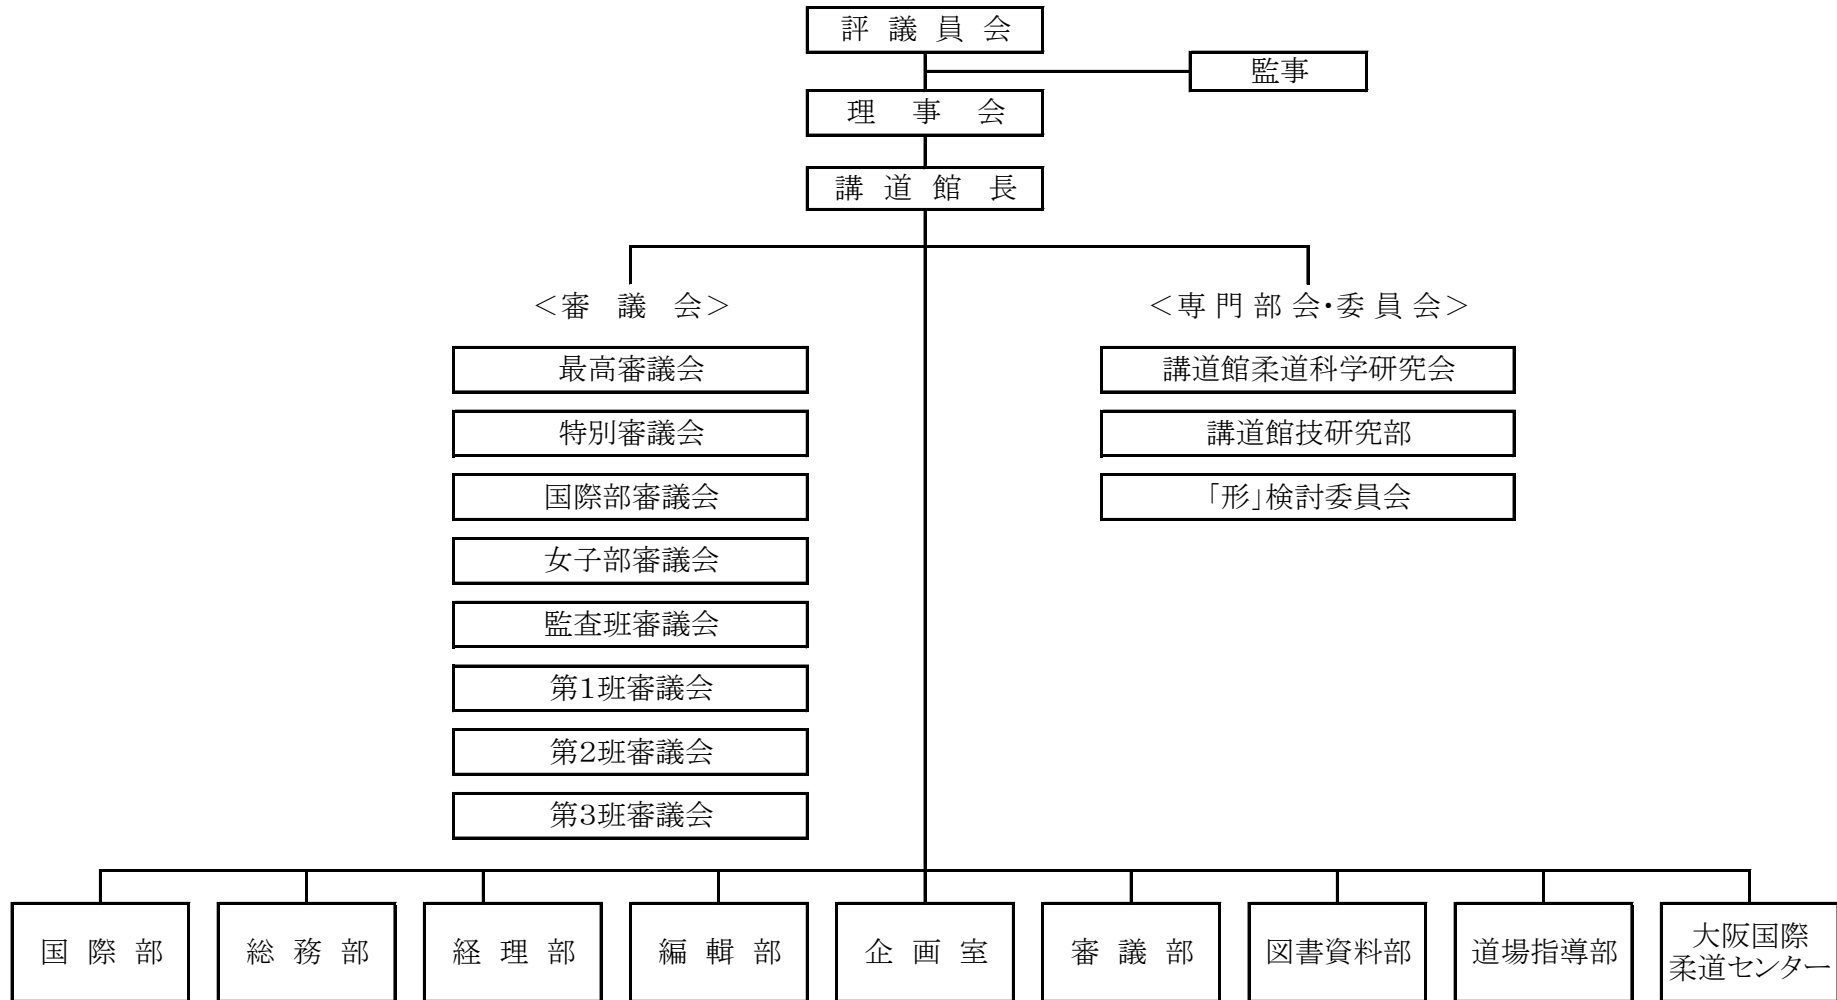 評議員会
監事
理事会
講道館長
＜審議会＞
＜専門部会・委員会＞
最高審議会
講道館柔道科学研究会
特別審議会
講道館技研究部
国際部審議会
「形」検討委員会
女子部審議会
監査班審議会
第1班審議会
第2班審議会
第3班審議会
国際部
総務部
経理部
編輯部
企画室
審議部
図書資料部
道場指導部
大阪国際
柔道センター